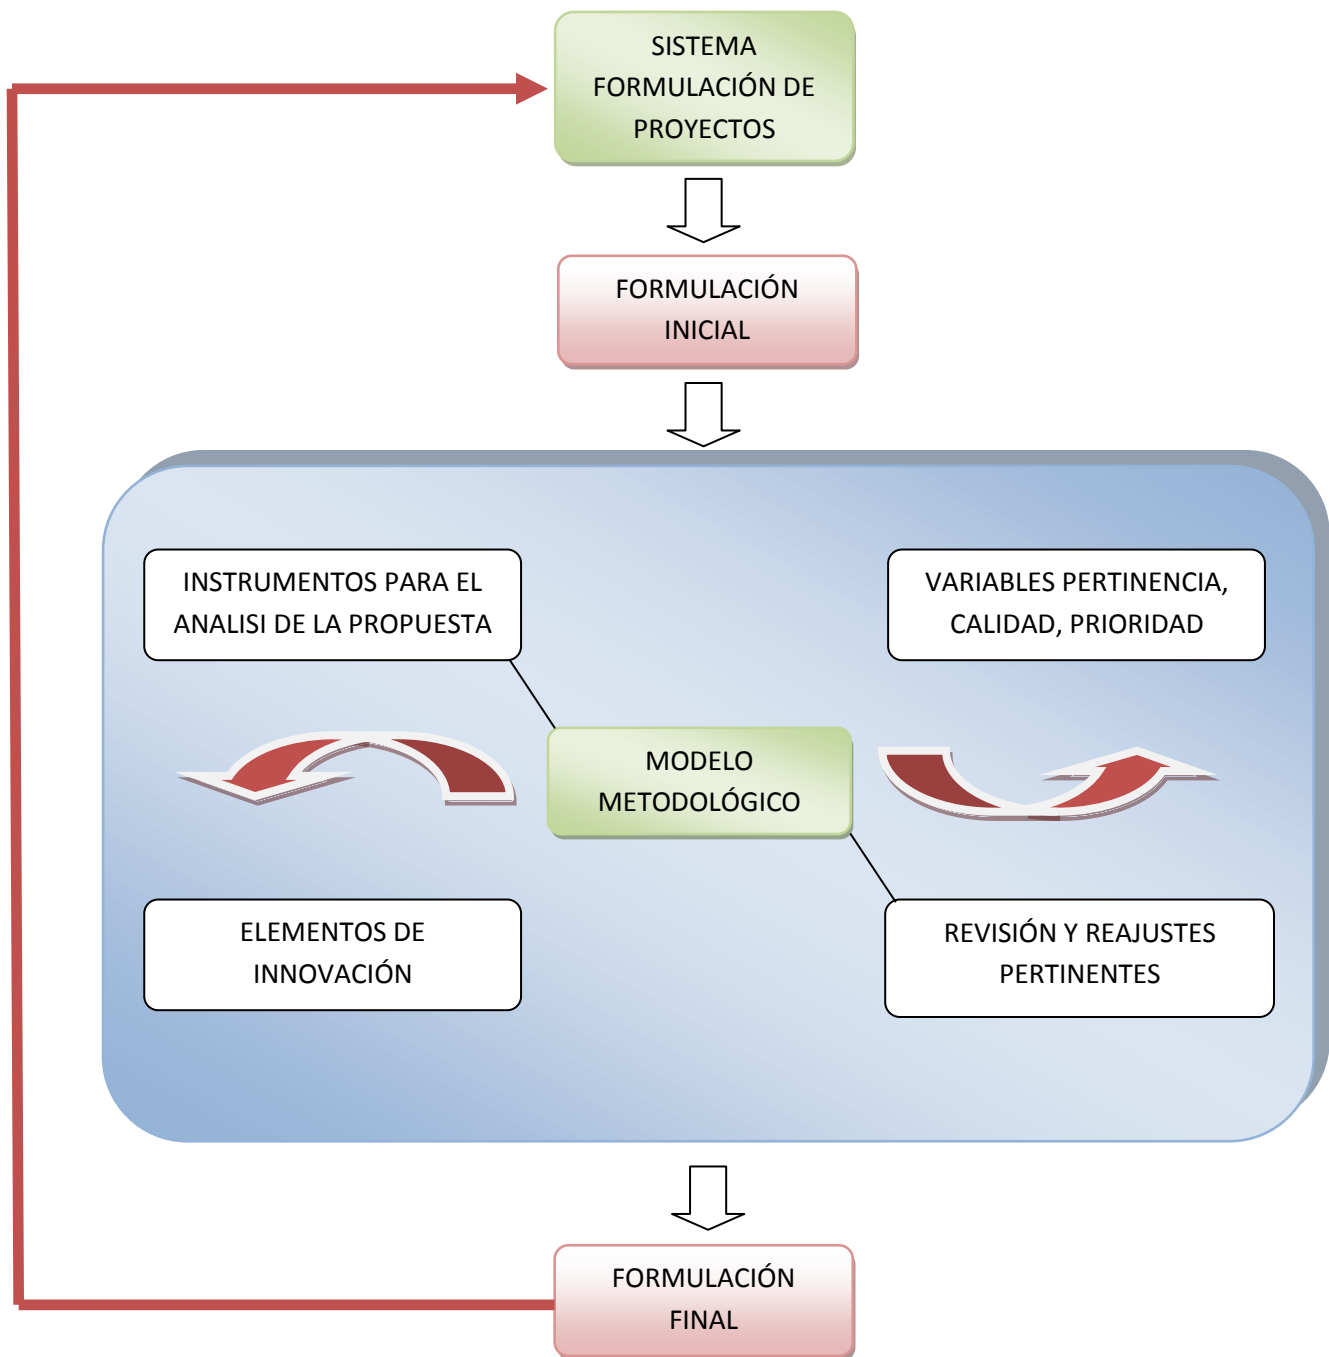 SISTEMA
FORMULACIÓN DE
PROYECTOS
FORMULACIÓN
INICIAL
INSTRUMENTOS PARA EL
ANALISI DE LA PROPUESTA
VARIABLES PERTINENCIA,
CALIDAD, PRIORIDAD
MODELO
METODOLÓGICO
ELEMENTOS DE
INNOVACIÓN
REVISIÓN Y REAJUSTES
PERTINENTES
FORMULACIÓN
FINAL